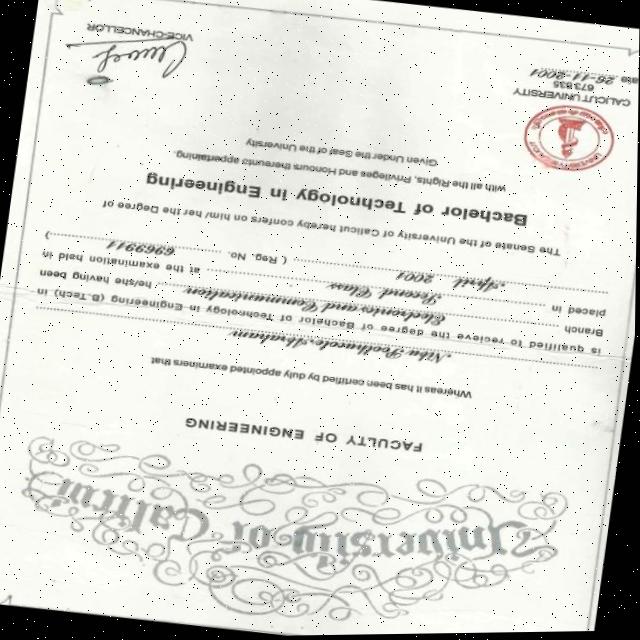 University of Calicut
FACULTY OF ENGINEERING
Whereas it has been certified by duly appointed examiners that
Abraham
is qualified to recieve the degree of Bachelor of Technology in Engineering (B.Tech) in
Branch Electronics and Communication he/she having been
placed in Second Class at the examination held in
April 2001 ( Reg. No. 6969911 )
The Senate of the University of Calicut hereby confers on him/ her the Degree of
Bachelor of Technology in Engineering
with all the Rights, Privileges and Honours thereunto appertaining.
Given Under the Seal of the University
CALICUT UNIVERSITY
673 635
Date 26-11-2001
VICE-CHANCELLOR